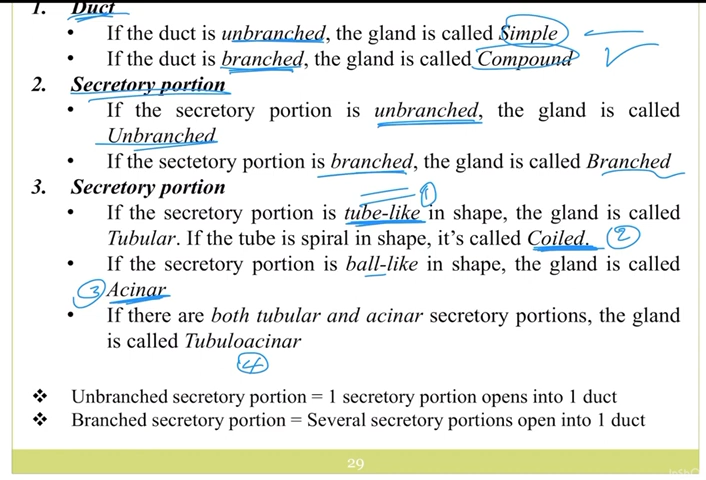 1. Duct
• If the duct is unbranched, the gland is called Simple
• If the duct is branched, the gland is called Compound
2. Secretory portion
• If the secretory portion is unbranched, the gland is called
Unbranched
• If the sectetory portion is branched, the gland is called Branched
3. Secretory portion
• If the secretory portion is tube-like in shape, the gland is called
Tubular. If the tube is spiral in shape, it's called Coiled.
• If the secretory portion is ball-like in shape, the gland is called
Acinar
• If there are both tubular and acinar secretory portions, the gland
is called Tubuloacinar
1
2
3
4
❖ Unbranched secretory portion = 1 secretory portion opens into 1 duct
❖ Branched secretory portion = Several secretory portions open into 1 duct
29